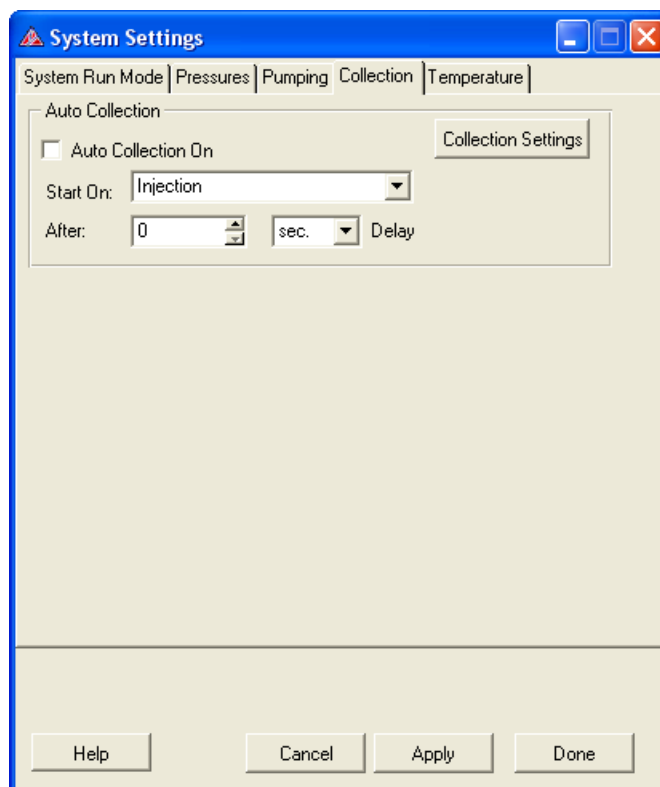 System Settings
System Run Mode Pressures Pumping Collection Temperature
Auto Collection
Auto Collection On
Collection Settings
Start On: Injection
After: 0 sec. Delay
Help Cancel Apply Done